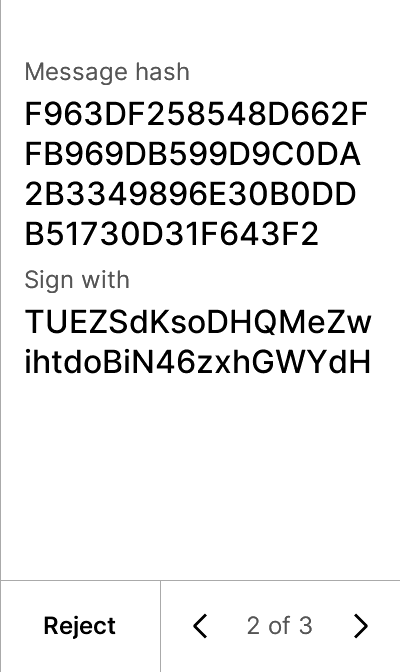 Message hash
F963DF258548D662F
FB969DB599D9C0DA
2B3349896E30B0DD
B51730D31F643F2
Sign with
TUEZSdKsoDHQMeZw
ihtdoBiN46zxhGWYdH
Reject
2 of 3